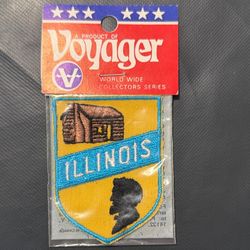 A PRODUCT OF
Voyager
V
WORLD WIDE
COLLECTORS SERIES
ILLINOIS